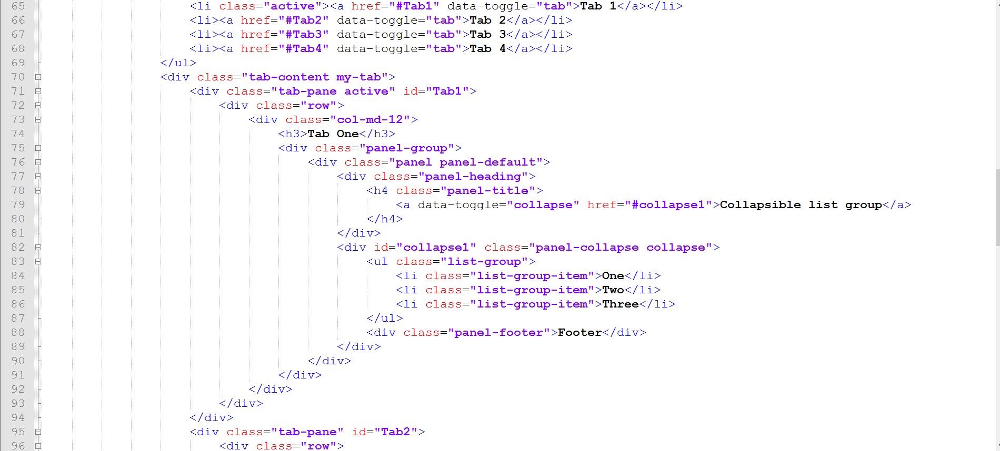 65 <li class="active"><a href="#Tab1" data-toggle="tab">Tab 1</a></li>
66 <li><a href="#Tab2" data-toggle="tab">Tab 2</a></li>
67 <li><a href="#Tab3" data-toggle="tab">Tab 3</a></li>
68 <li><a href="#Tab4" data-toggle="tab">Tab 4</a></li>
69 </ul>
70 <div class="tab-content my-tab">
71 <div class="tab-pane active" id="Tab1">
72 <div class="row">
73 <div class="col-md-12">
74 <h3>Tab One</h3>
75 <div class="panel-group">
76 <div class="panel panel-default">
77 <div class="panel-heading">
78 <h4 class="panel-title">
79 <a data-toggle="collapse" href="#collapse1">Collapsible list group</a>
80 </h4>
81 </div>
82 <div id="collapse1" class="panel-collapse collapse">
83 <ul class="list-group">
84 <li class="list-group-item">One</li>
85 <li class="list-group-item">Two</li>
86 <li class="list-group-item">Three</li>
87 </ul>
88 <div class="panel-footer">Footer</div>
89 </div>
90 </div>
91 </div>
92 </div>
93 </div>
94 </div>
95 <div class="tab-pane" id="Tab2">
96 <div class="row">